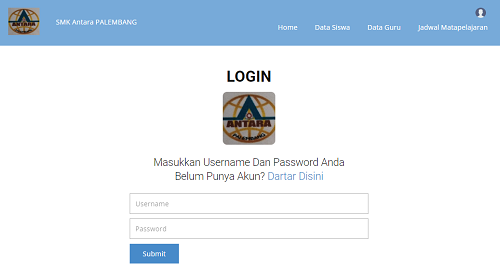 SMK Antara PALEMBANG
Home Data Siswa Data Guru Jadwal Matapelajaran
LOGIN
ANTARA
PALEMBANG
Masukkan Username Dan Password Anda
Belum Punya Akun? Dartar Disini
Username
Password
Submit